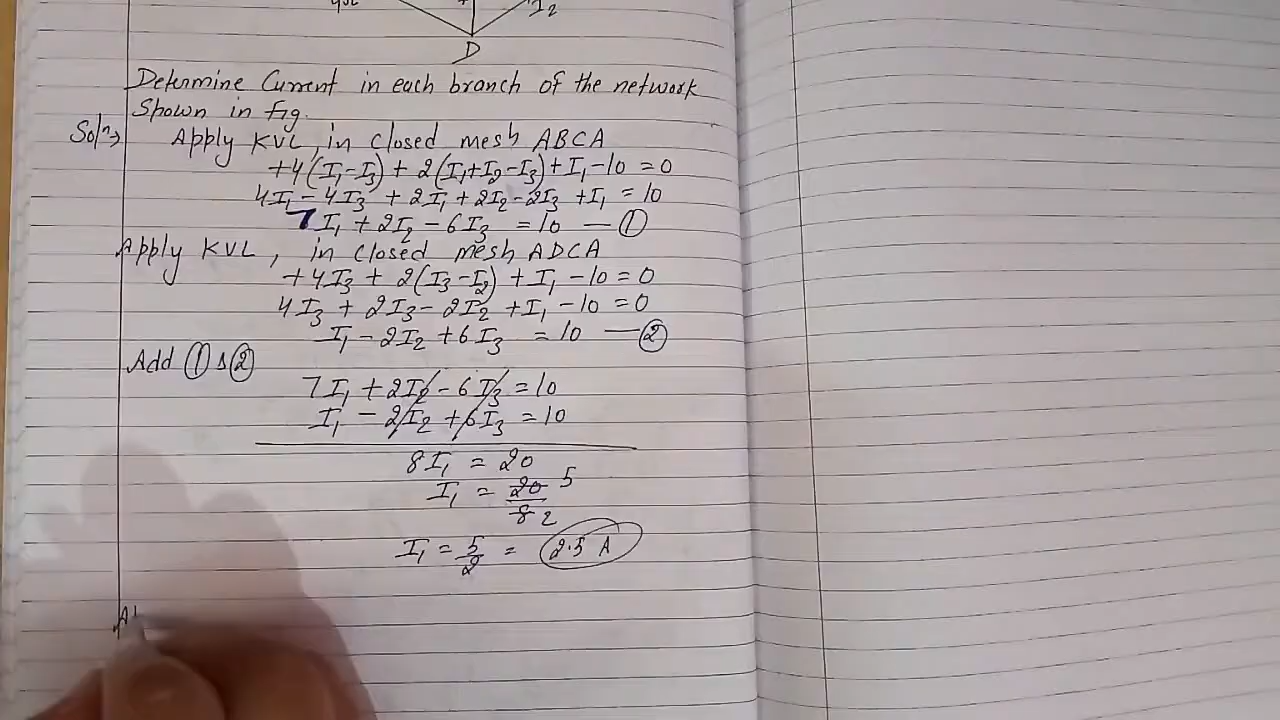 4Ω I₂
D
Determine Current in each branch of the network
Shown in fig.
Solⁿ→ Apply KVL, in closed mesh ABCA
+4(I₁-I₃) + 2(I₁+I₂-I₃) + I₁ - 10 = 0
4I₁ - 4I₃ + 2I₁ + 2I₂ - 2I₃ + I₁ = 10
7I₁ + 2I₂ - 6I₃ = 10 — ①
Apply KVL, in closed mesh ADCA
+4I₃ + 2(I₃-I₂) + I₁ - 10 = 0
4I₃ + 2I₃ - 2I₂ + I₁ - 10 = 0
I₁ - 2I₂ + 6I₃ = 10 — ②
Add ① & ②
7I₁ + 2I₂ - 6I₃ = 10
I₁ - 2I₂ + 6I₃ = 10
8I₁ = 20
I₁ = 20/8 5 2
I₁ = 5/2 = 2.5 A